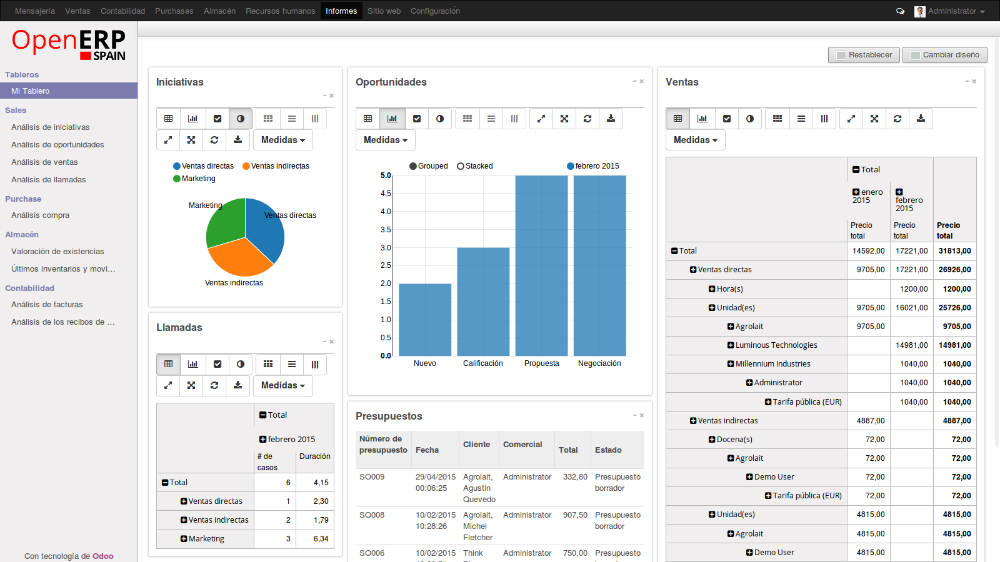 Mensajería Ventas Contabilidad Purchases Almacén Recursos humanos Informes Sitio web Configuración Administrator
OpenERP
SPAIN
Tableros
Mi Tablero
Sales
Análisis de iniciativas
Análisis de oportunidades
Análisis de ventas
Análisis de llamadas
Purchase
Análisis compra
Almacén
Valoración de existencias
Últimos inventarios y movi...
Contabilidad
Análisis de facturas
Análisis de los recibos de ...
Con tecnología de Odoo
Restablecer Cambiar diseño
Iniciativas
Medidas
Ventas directas Ventas indirectas
Marketing
Marketing
Ventas directas
Ventas indirectas
Llamadas
Medidas
Total
febrero 2015
# de casos Duración
Total 6 4,15
Ventas directas 1 2,30
Ventas indirectas 2 1,79
Marketing 3 6,34
Oportunidades
Medidas
Grouped Stacked febrero 2015
5.0
4.5
4.0
3.5
3.0
2.5
2.0
1.5
1.0
0.5
0.0
Nuevo Calificación Propuesta Negociación
Presupuestos
Número de presupuesto Fecha Cliente Comercial Total Estado
SO009 29/04/2015 00:06:25 Agrolait, Agustin Quevedo Administrator 332,80 Presupuesto borrador
SO008 10/02/2015 10:28:26 Agrolait, Michel Fletcher Administrator 907,50 Presupuesto borrador
SO006 10/02/2015 Think Administrator 750,00 Presupuesto
Ventas
Medidas
Total
enero 2015 febrero 2015
Precio total Precio total Precio total
Total 14592,00 17221,00 31813,00
Ventas directas 9705,00 17221,00 26926,00
Hora(s) 1200,00 1200,00
Unidad(es) 9705,00 16021,00 25726,00
Agrolait 9705,00 9705,00
Luminous Technologies 14981,00 14981,00
Millennium Industries 1040,00 1040,00
Administrator 1040,00 1040,00
Tarifa pública (EUR) 1040,00 1040,00
Ventas indirectas 4887,00 4887,00
Docena(s) 72,00 72,00
Agrolait 72,00 72,00
Demo User 72,00 72,00
Tarifa pública (EUR) 72,00 72,00
Unidad(es) 4815,00 4815,00
Agrolait 4815,00 4815,00
Demo User 4815,00 4815,00